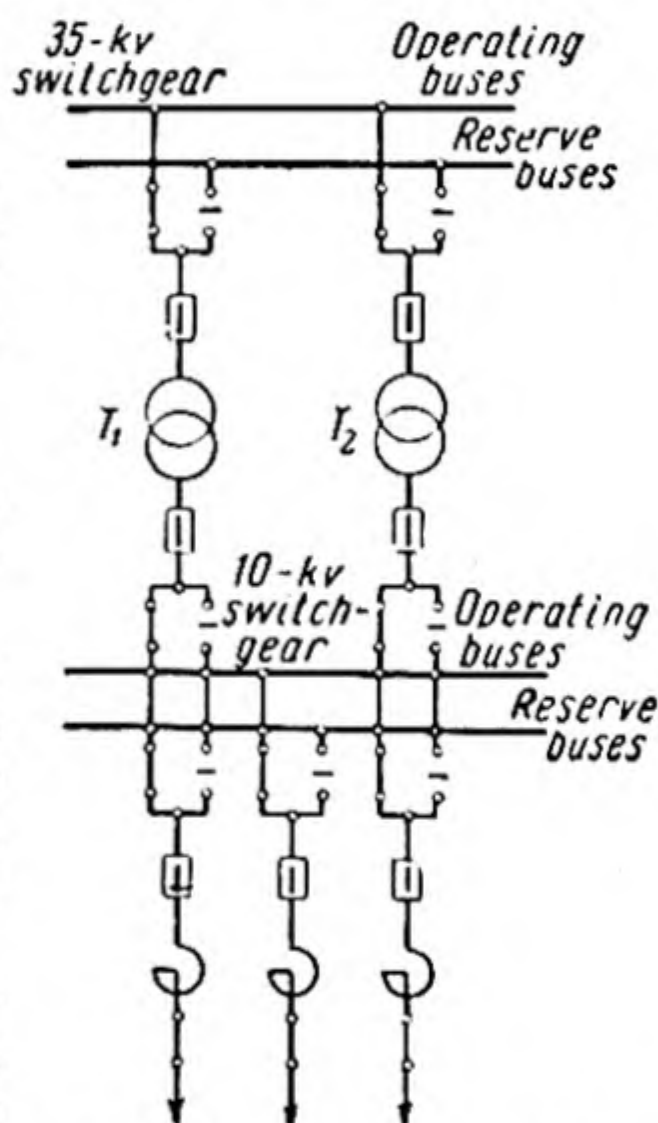 35-kv
switchgear
Operating
buses
Reserve
buses
T1
T2
10-kv
switch-
gear
Operating
buses
Reserve
buses